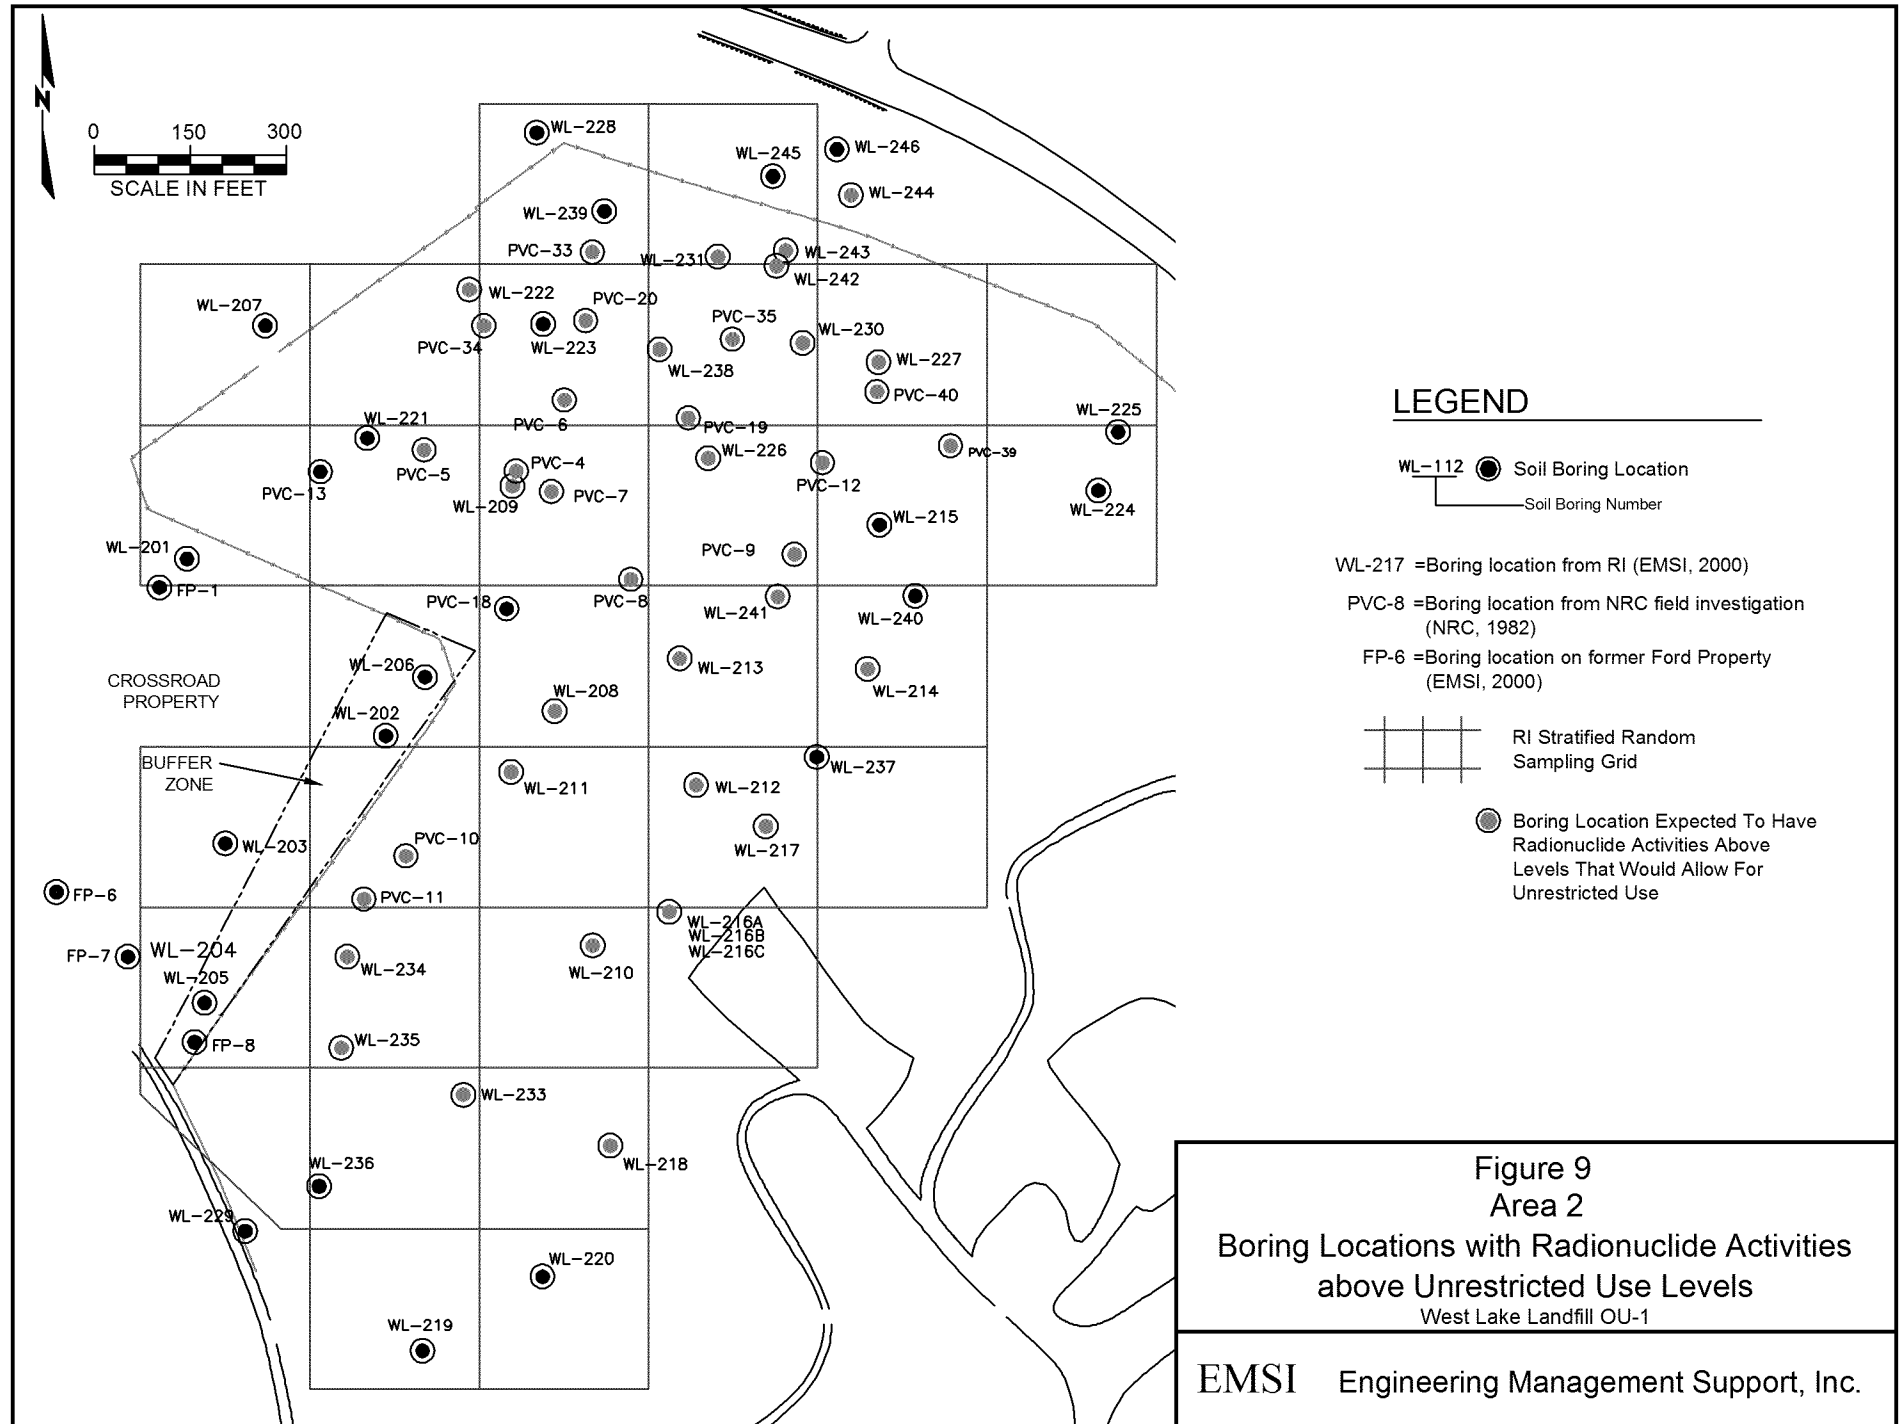 N
0 150 300
SCALE IN FEET
WL-228
WL-246
WL-245
WL-244
WL-239
PVC-33
WL-231
WL-243
WL-242
WL-222
PVC-20
WL-207
PVC-35
WL-230
PVC-34
WL-223
WL-238
WL-227
PVC-40
WL-221
PVC-6
PVC-19
WL-225
WL-226
PVC-39
PVC-5
PVC-4
PVC-12
PVC-13
PVC-7
WL-209
WL-224
WL-215
WL-201
PVC-9
FP-1
PVC-18
PVC-8
WL-241
WL-240
WL-206
WL-213
CROSSROAD
PROPERTY
WL-208
WL-214
WL-202
BUFFER
ZONE
WL-237
WL-211
WL-212
WL-203
PVC-10
WL-217
FP-6
PVC-11
WL-216A
WL-216B
WL-216C
FP-7
WL-204
WL-205
WL-234
WL-210
FP-8
WL-235
WL-233
WL-236
WL-218
WL-229
WL-220
WL-219
LEGEND
WL-112 Soil Boring Location
Soil Boring Number
WL-217 =Boring location from RI (EMSI, 2000)
PVC-8 =Boring location from NRC field investigation
(NRC, 1982)
FP-6 =Boring location on former Ford Property
(EMSI, 2000)
RI Stratified Random
Sampling Grid
Boring Location Expected To Have
Radionuclide Activities Above
Levels That Would Allow For
Unrestricted Use
Figure 9
Area 2
Boring Locations with Radionuclide Activities
above Unrestricted Use Levels
West Lake Landfill OU-1
EMSI Engineering Management Support, Inc.